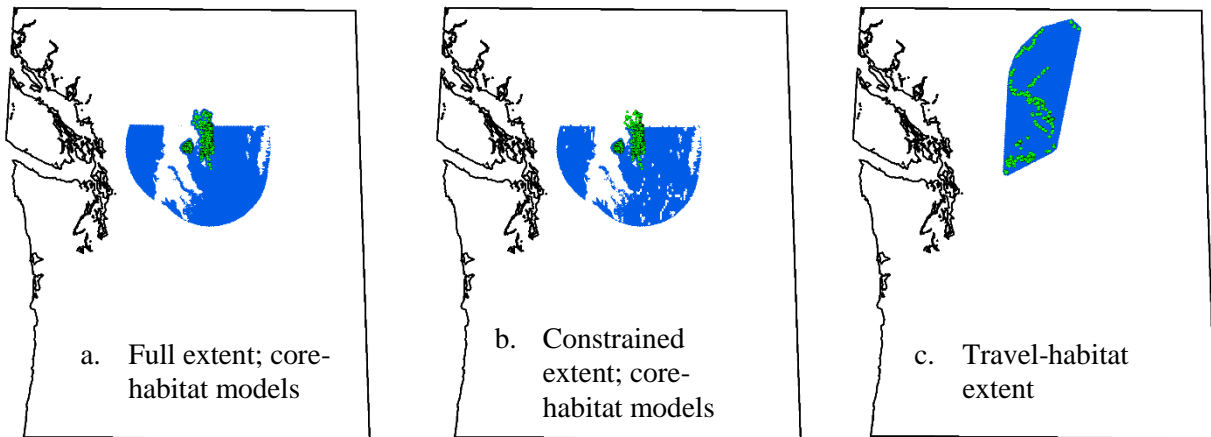 a. Full extent; core-
habitat models
b. Constrained
extent; core-
habitat models
c. Travel-habitat
extent